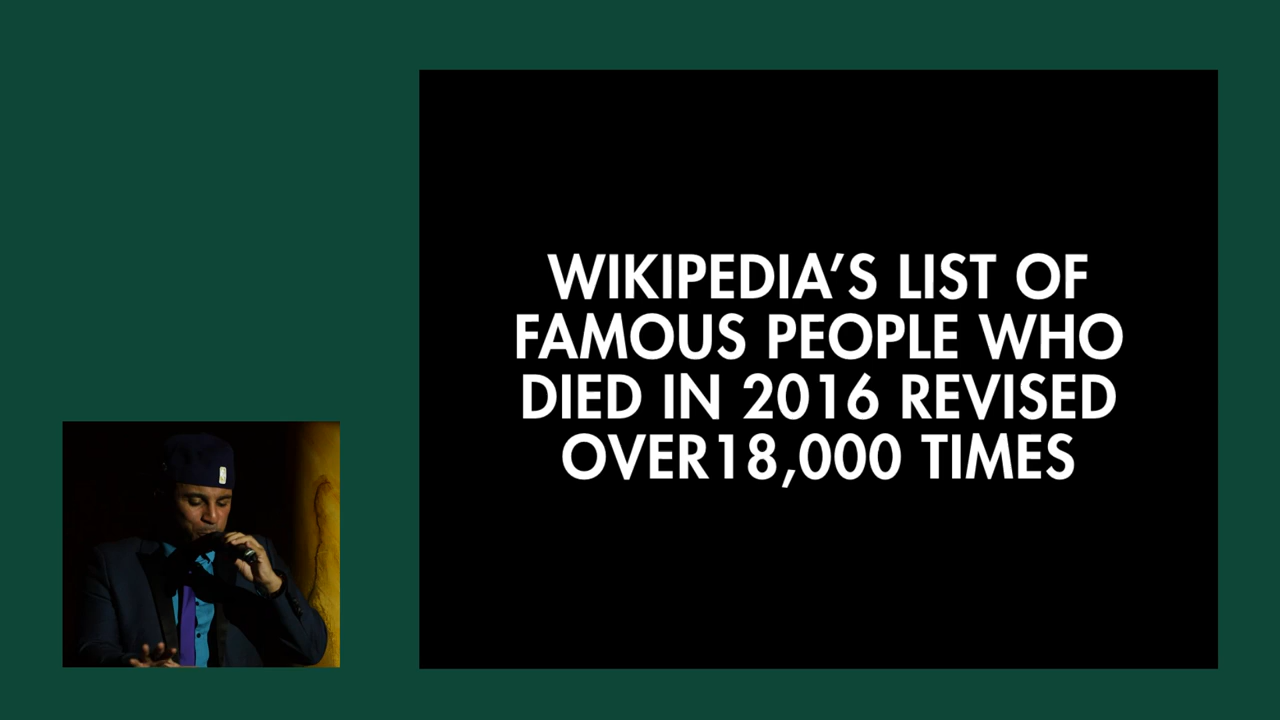 WIKIPEDIA’S LIST OF
FAMOUS PEOPLE WHO
DIED IN 2016 REVISED
OVER18,000 TIMES